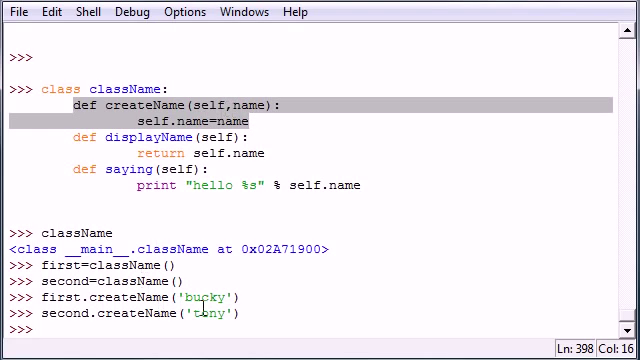 File Edit Shell Debug Options Windows Help
>>>
>>> class className:
def createName(self,name):
self.name=name
def displayName(self):
return self.name
def saying(self):
print "hello %s" % self.name
>>> className
<class __main__.className at 0x02A71900>
>>> first=className()
>>> second=className()
>>> first.createName('bucky')
>>> second.createName('tony')
>>>
Ln: 398 Col: 16